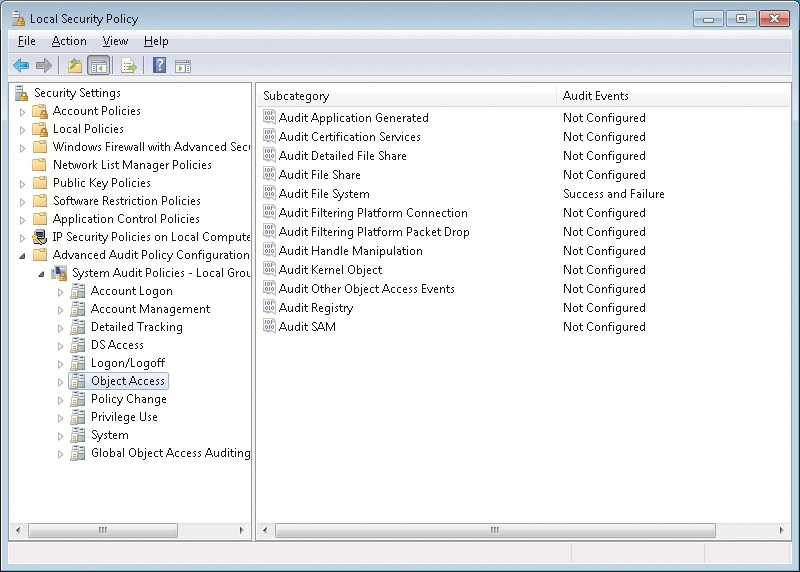 Local Security Policy
File Action View Help
Security Settings
Account Policies
Local Policies
Windows Firewall with Advanced Secu
Network List Manager Policies
Public Key Policies
Software Restriction Policies
Application Control Policies
IP Security Policies on Local Compute
Advanced Audit Policy Configuration
System Audit Policies - Local Grou
Account Logon
Account Management
Detailed Tracking
DS Access
Logon/Logoff
Object Access
Policy Change
Privilege Use
System
Global Object Access Auditing
Subcategory Audit Events
Audit Application Generated Not Configured
Audit Certification Services Not Configured
Audit Detailed File Share Not Configured
Audit File Share Not Configured
Audit File System Success and Failure
Audit Filtering Platform Connection Not Configured
Audit Filtering Platform Packet Drop Not Configured
Audit Handle Manipulation Not Configured
Audit Kernel Object Not Configured
Audit Other Object Access Events Not Configured
Audit Registry Not Configured
Audit SAM Not Configured